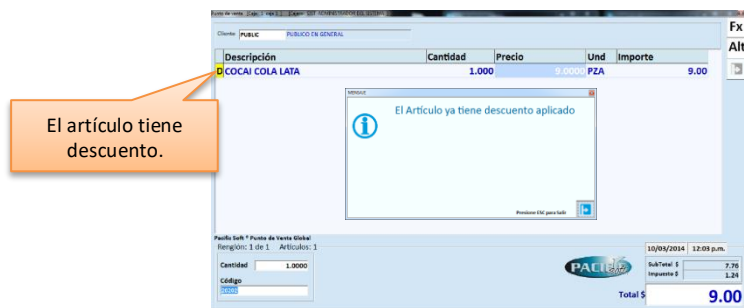 Cliente PUBLIC PUBLICO EN GENERAL
Fx
Alt
Descripción Cantidad Precio Und Importe
D COCAI COLA LATA 1.000 9.0000 PZA 9.00
MENSAJE
El Artículo ya tiene descuento aplicado
El artículo tiene
descuento.
Presione ESC para Salir
Pacific Soft ® Punto de Venta Global
Renglón: 1 de 1 Artículos: 1
10/03/2014 12:03 p.m.
Cantidad 1.0000
SubTotal $ 7.76
Impuesto $ 1.24
Código
Total $ 9.00